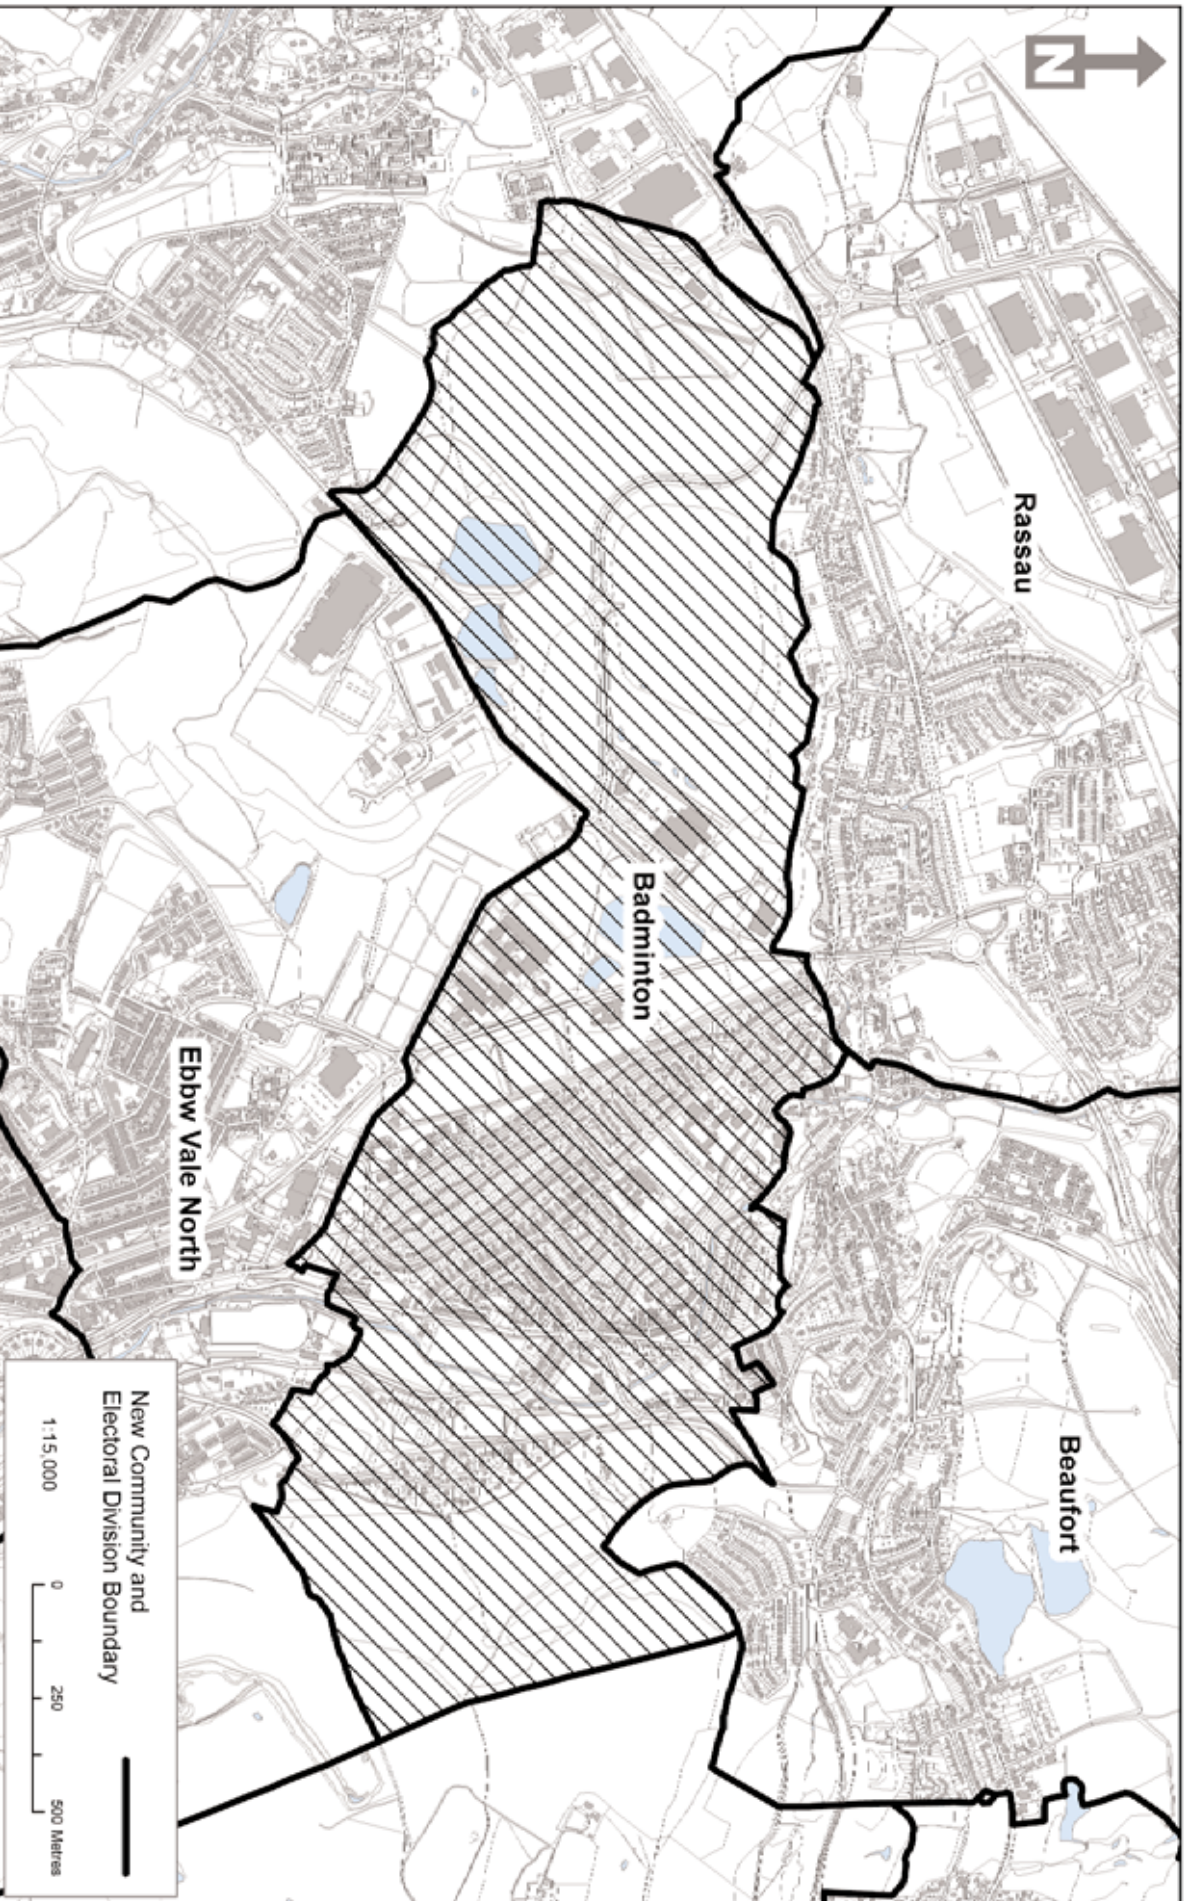 N
Rassau
Beaufort
Badminton
Ebbw Vale North
New Community and
Electoral Division Boundary
1:15,000
0 250 500 Metres